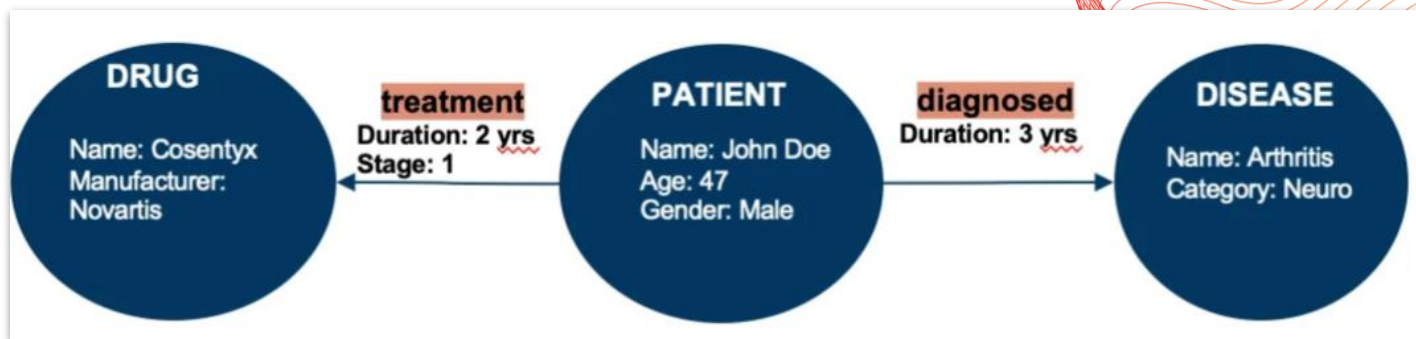 DRUG
Name: Cosentyx
Manufacturer:
Novartis
treatment
Duration: 2 yrs
Stage: 1
PATIENT
Name: John Doe
Age: 47
Gender: Male
diagnosed
Duration: 3 yrs
DISEASE
Name: Arthritis
Category: Neuro